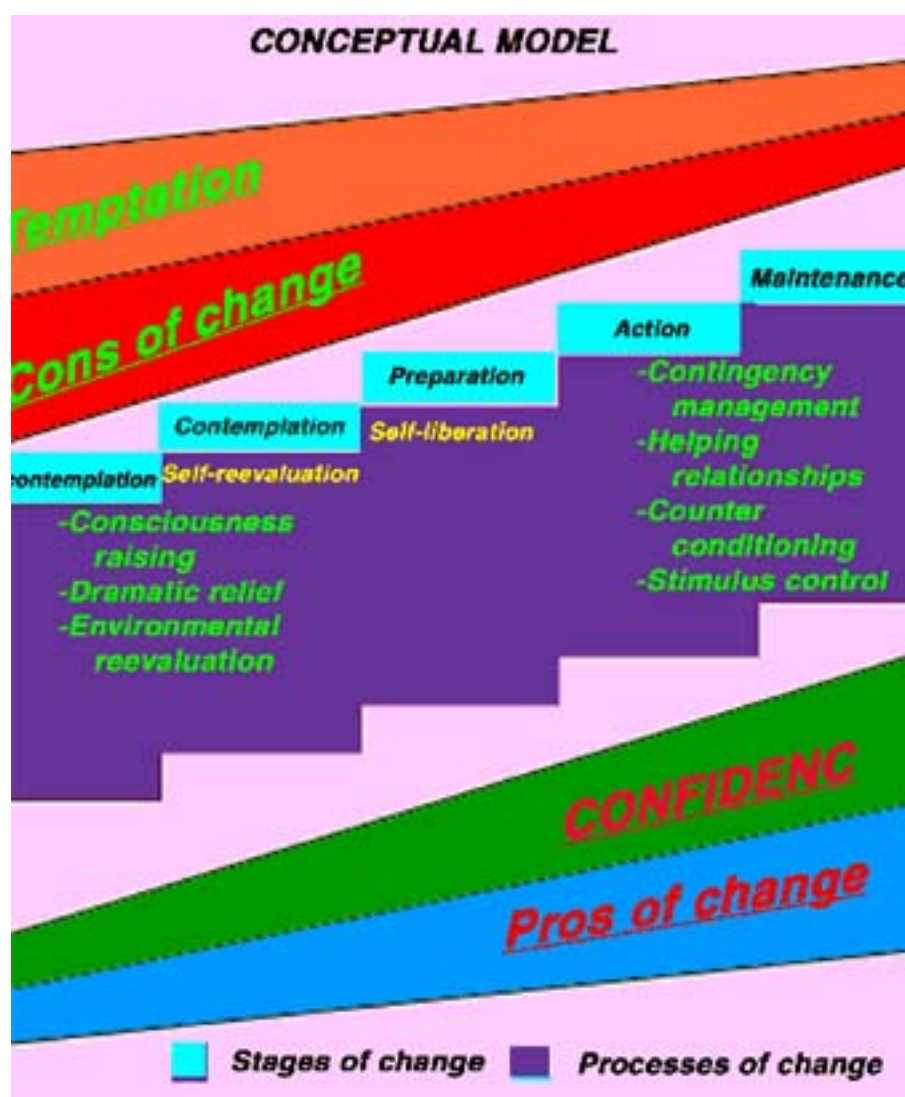 CONCEPTUAL MODEL
Temptation
Cons of change
Maintenance
Action
Preparation
Contemplation
contemplation
Self-liberation
Self-reevaluation
-Consciousness
raising
-Dramatic relief
-Environmental
reevaluation
-Contingency
management
-Helping
relationships
-Counter
conditioning
-Stimulus control
CONFIDENC
Pros of change
Stages of change
Processes of change